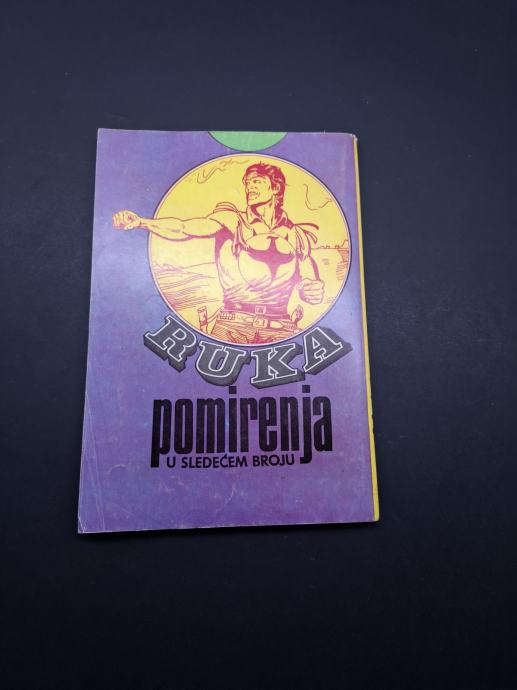 RUKA
pomirenja
U SLEDEĆEM BROJU